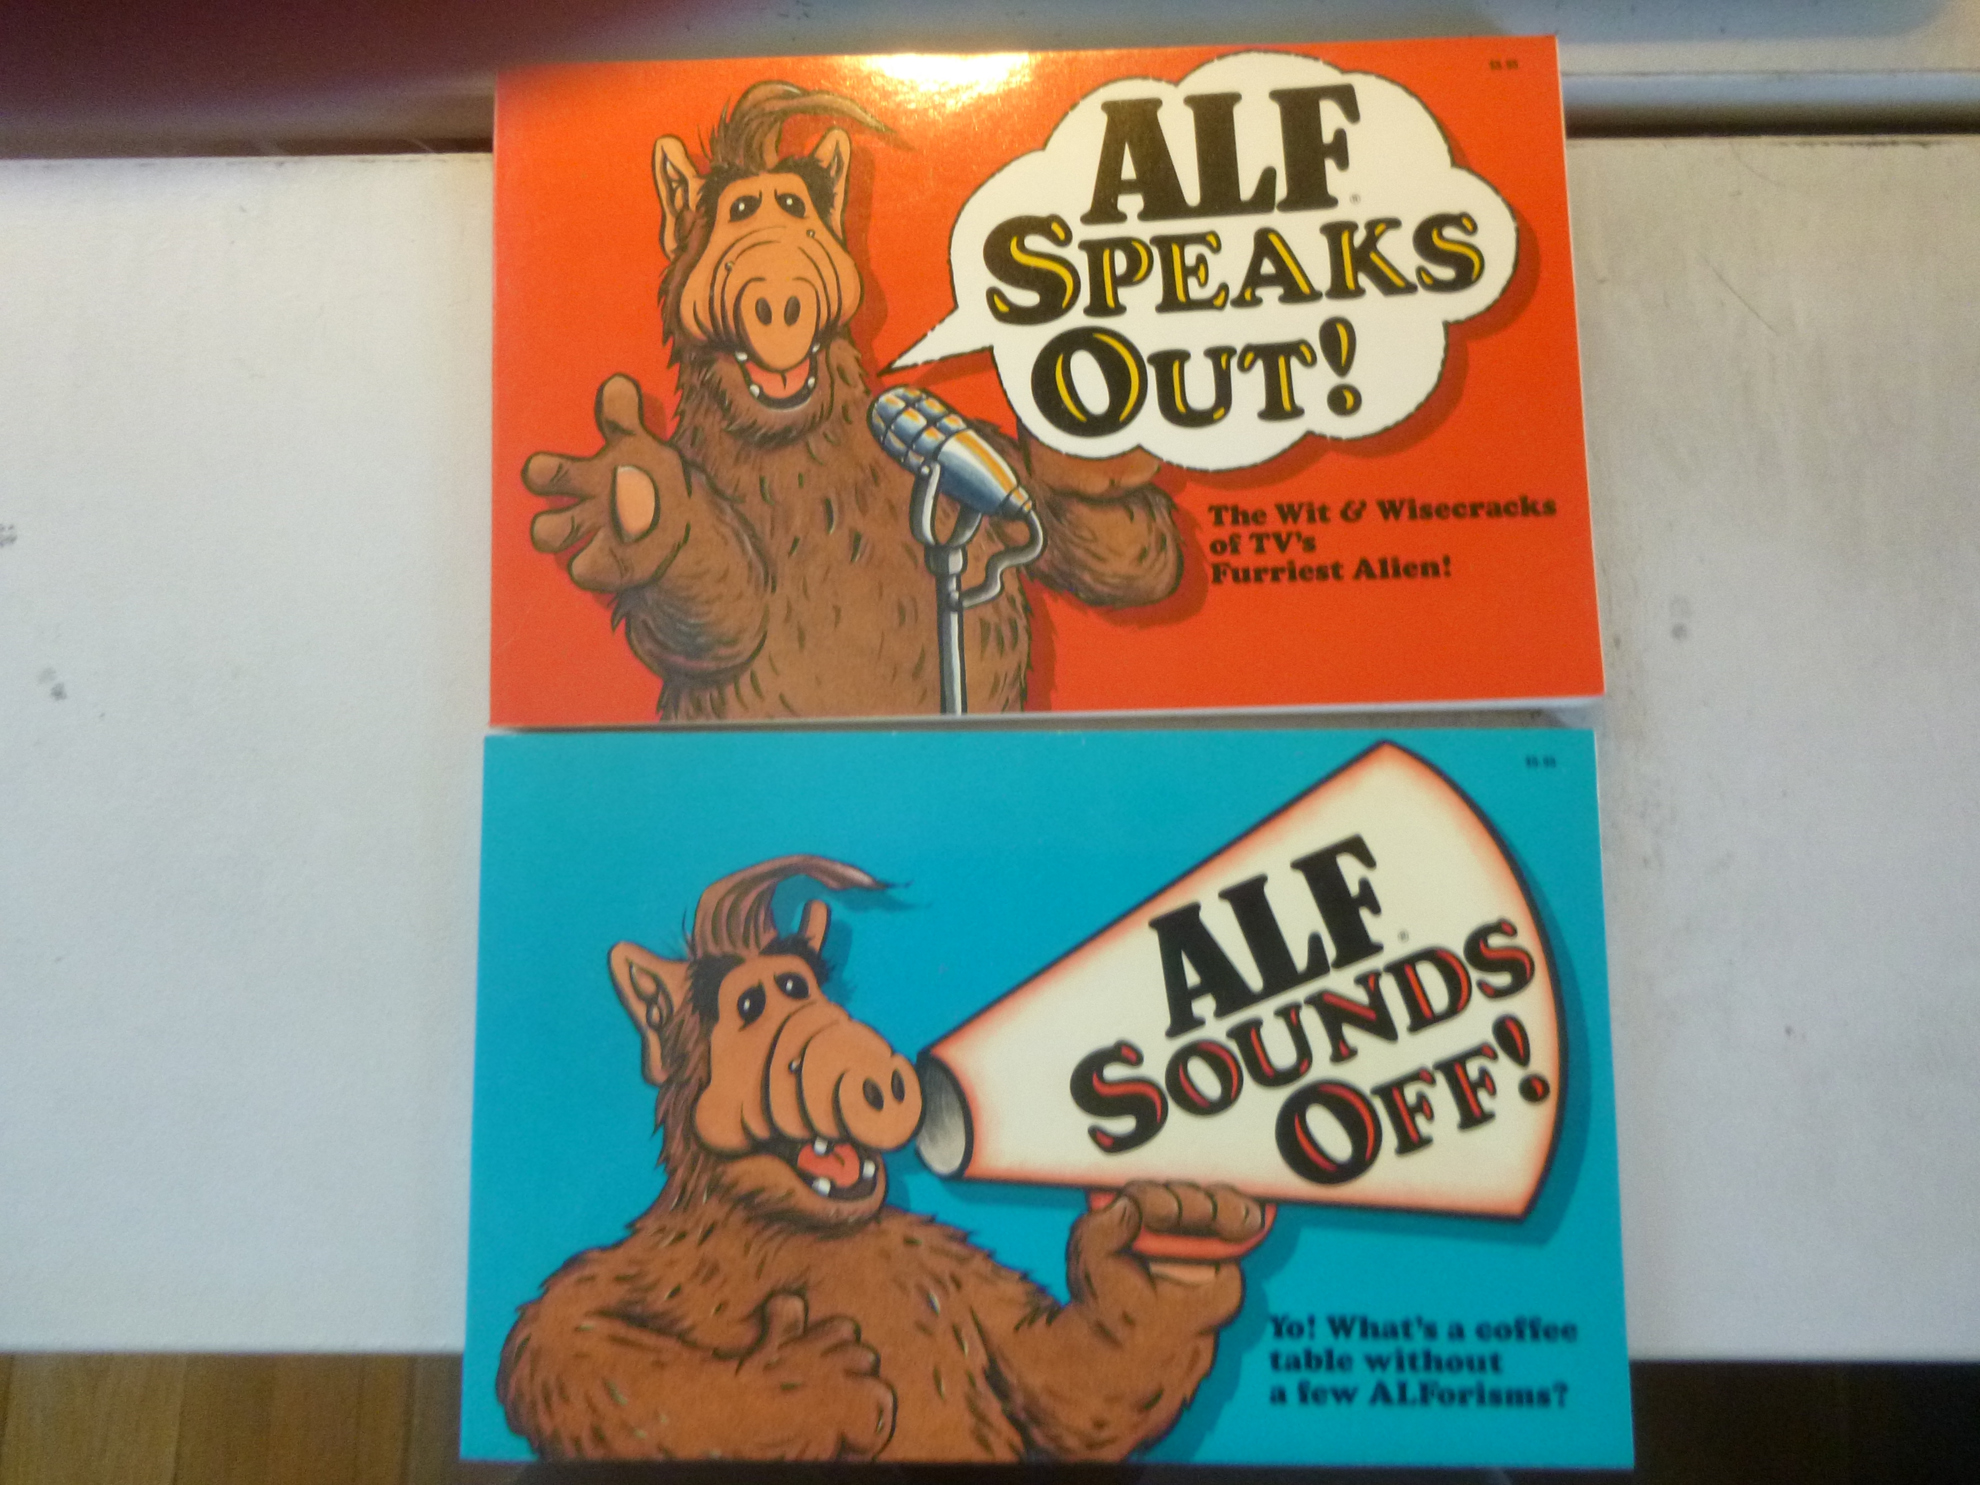 ALF
SPEAKS
OUT!
The Wit & Wisecracks
of TV's
Furriest Alien!
ALF
SOUNDS
OFF!
Yo! What's a coffee
table without
a few ALForisms?